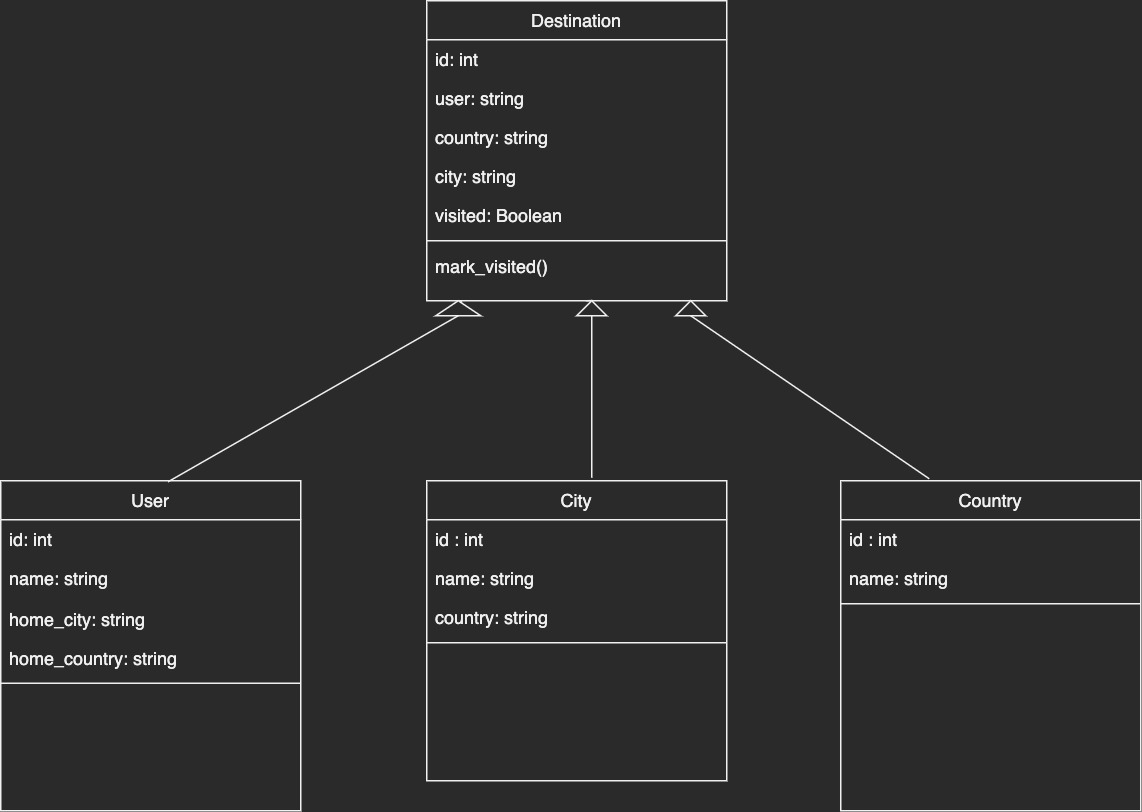 Destination
id: int
user: string
country: string
city: string
visited: Boolean
mark_visited()
User
id: int
name: string
home_city: string
home_country: string
City
id : int
name: string
country: string
Country
id : int
name: string